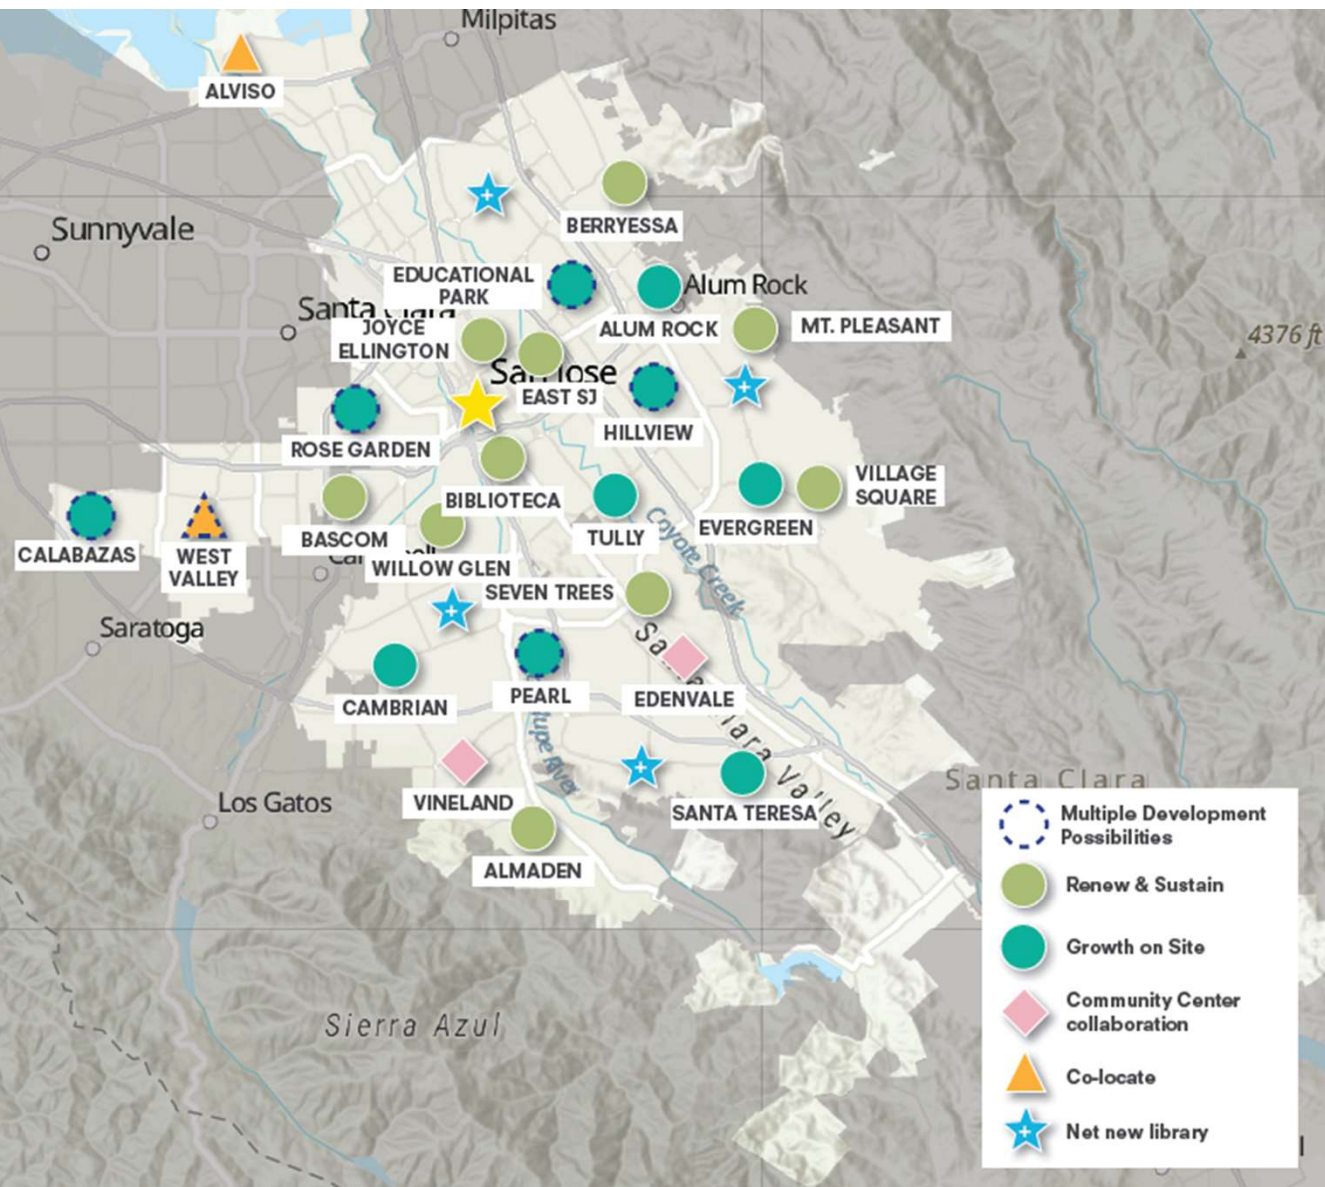 Milpitas
ALVISO
Sunnyvale
BERRYESSA
EDUCATIONAL
PARK
Alum Rock
Santa Clara
JOYCE
ELLINGTON
ALUM ROCK
MT. PLEASANT
4376 ft
San Jose
EAST SJ
ROSE GARDEN
HILLVIEW
BIBLIOTECA
VILLAGE
SQUARE
CALABAZAS
WEST
VALLEY
BASCOM
TULLY
EVERGREEN
Coyote Creek
WILLOW GLEN
SEVEN TREES
Saratoga
CAMBRIAN
PEARL
EDENVALE
Valley
VINELAND
SANTA TERESA
Los Gatos
ALMADEN
Santa Clara
Sierra Azul
Multiple Development
Possibilities
Renew & Sustain
Growth on Site
Community Center
collaboration
Co-locate
Net new library